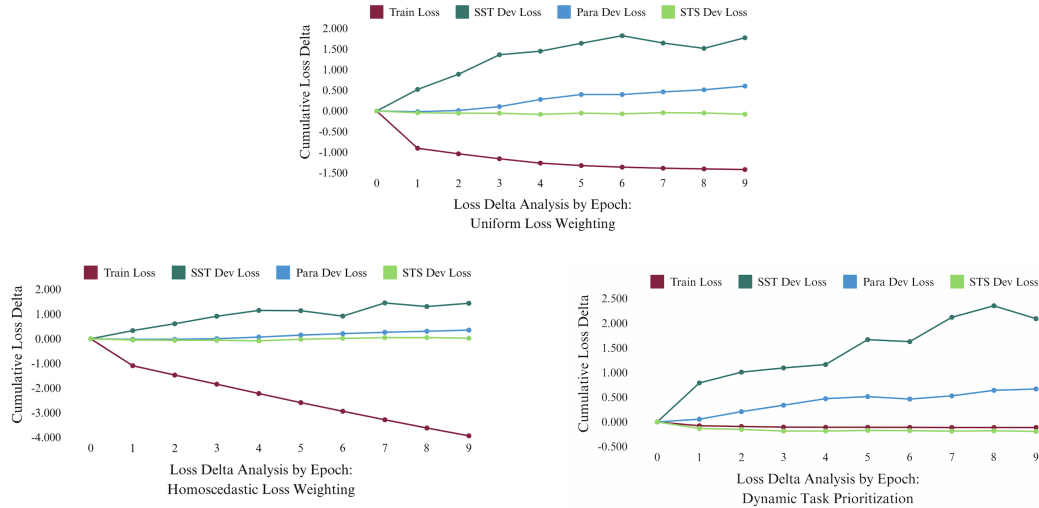 Train Loss SST Dev Loss Para Dev Loss STS Dev Loss
Cumulative Loss Delta
2.000
1.500
1.000
0.500
0.000
-0.500
-1.000
-1.500
0 1 2 3 4 5 6 7 8 9
Loss Delta Analysis by Epoch:
Uniform Loss Weighting
Train Loss SST Dev Loss Para Dev Loss STS Dev Loss
Cumulative Loss Delta
2.000
1.000
0.000
-1.000
-2.000
-3.000
-4.000
0 1 2 3 4 5 6 7 8 9
Loss Delta Analysis by Epoch:
Homoscedastic Loss Weighting
Train Loss SST Dev Loss Para Dev Loss STS Dev Loss
Cumulative Loss Delta
2.500
2.000
1.500
1.000
0.500
0.000
-0.500
0 1 2 3 4 5 6 7 8 9
Loss Delta Analysis by Epoch:
Dynamic Task Prioritization